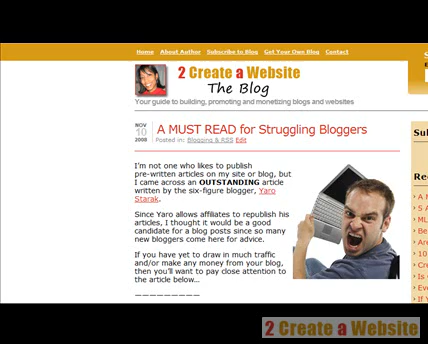 Home About Author Subscribe to Blog Get Your Own Blog Contact
2 Create a Website
The Blog
Your guide to building, promoting and monetizing blogs and websites
NOV
10
2008
A MUST READ for Struggling Bloggers
Posted in: Blogging & RSS Edit
I'm not one who likes to publish
pre-written articles on my site or blog, but
I came across an OUTSTANDING article
written by the six-figure blogger, Yaro
Starak.
Since Yaro allows affiliates to republish his
articles, I thought it would be a good
candidate for a blog posts since so many
new bloggers come here for advice.
If you have yet to draw in much traffic
and/or make any money from your blog,
then you'll want to pay close attention to
the article below...
—————————
2 Create a Website